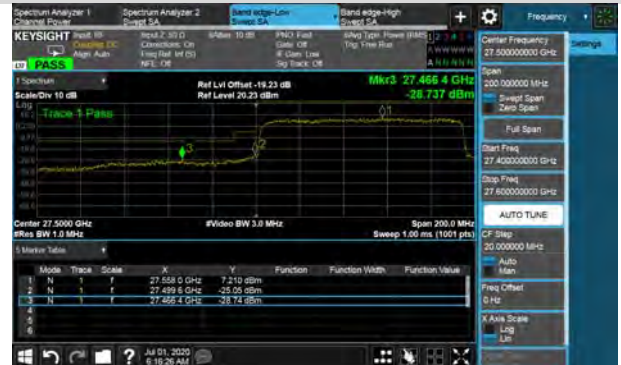 Spectrum Analyzer 1
Channel Power
Spectrum Analyzer 2
Swept SA
Band edge-Low
Swept SA
Band edge-High
Swept SA
+
Frequency
KEYSIGHT
Input: RF
Coupling: DC
Align: Auto
Input Z: 50 Ω
Corrections: On
Freq Ref: Int (S)
NFE: Off
#Atten: 10 dB
PNO: Fast
Gate: Off
IF Gain: Low
Sig Track: Off
#Avg Type: Power (RMS)
Trig: Free Run
1 2 3 4
A W W W W W
A N N N N N
PASS
1 Spectrum
Scale/Div 10 dB
Ref Lvl Offset -19.23 dB
Ref Level 20.23 dBm
Mkr3 27.466 4 GHz
-28.737 dBm
Log
Trace 1 Pass
1
2
3
Center 27.5000 GHz
#Res BW 1.0 MHz
#Video BW 3.0 MHz
Span 200.0 MHz
Sweep 1.00 ms (1001 pts)
5 Marker Table
Mode Trace Scale X Y Function Function Width Function Value
1 N 1 f 27.558 0 GHz 7.210 dBm
2 N 1 f 27.499 6 GHz -25.05 dBm
3 N 1 f 27.466 4 GHz -28.74 dBm
4
5
6
Jul 01, 2020
6:16:26 AM
Center Frequency
27.500000000 GHz
Settings
Span
200.000000 MHz
Swept Span
Zero Span
Full Span
Start Freq
27.400000000 GHz
Stop Freq
27.600000000 GHz
AUTO TUNE
CF Step
20.000000 MHz
Auto
Man
Freq Offset
0 Hz
X Axis Scale
Log
Lin